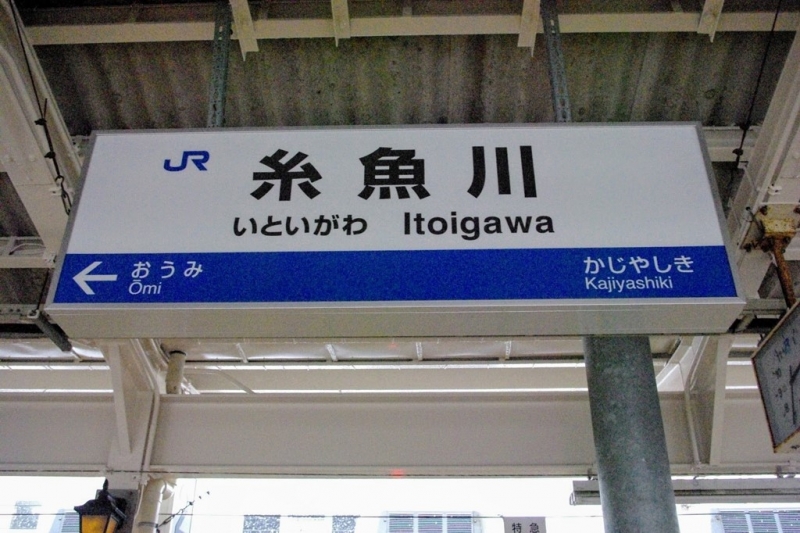 JR
糸魚川
いといがわ Itoigawa
← おうみ
Ōmi
かじやしき
Kajiyashiki
特急